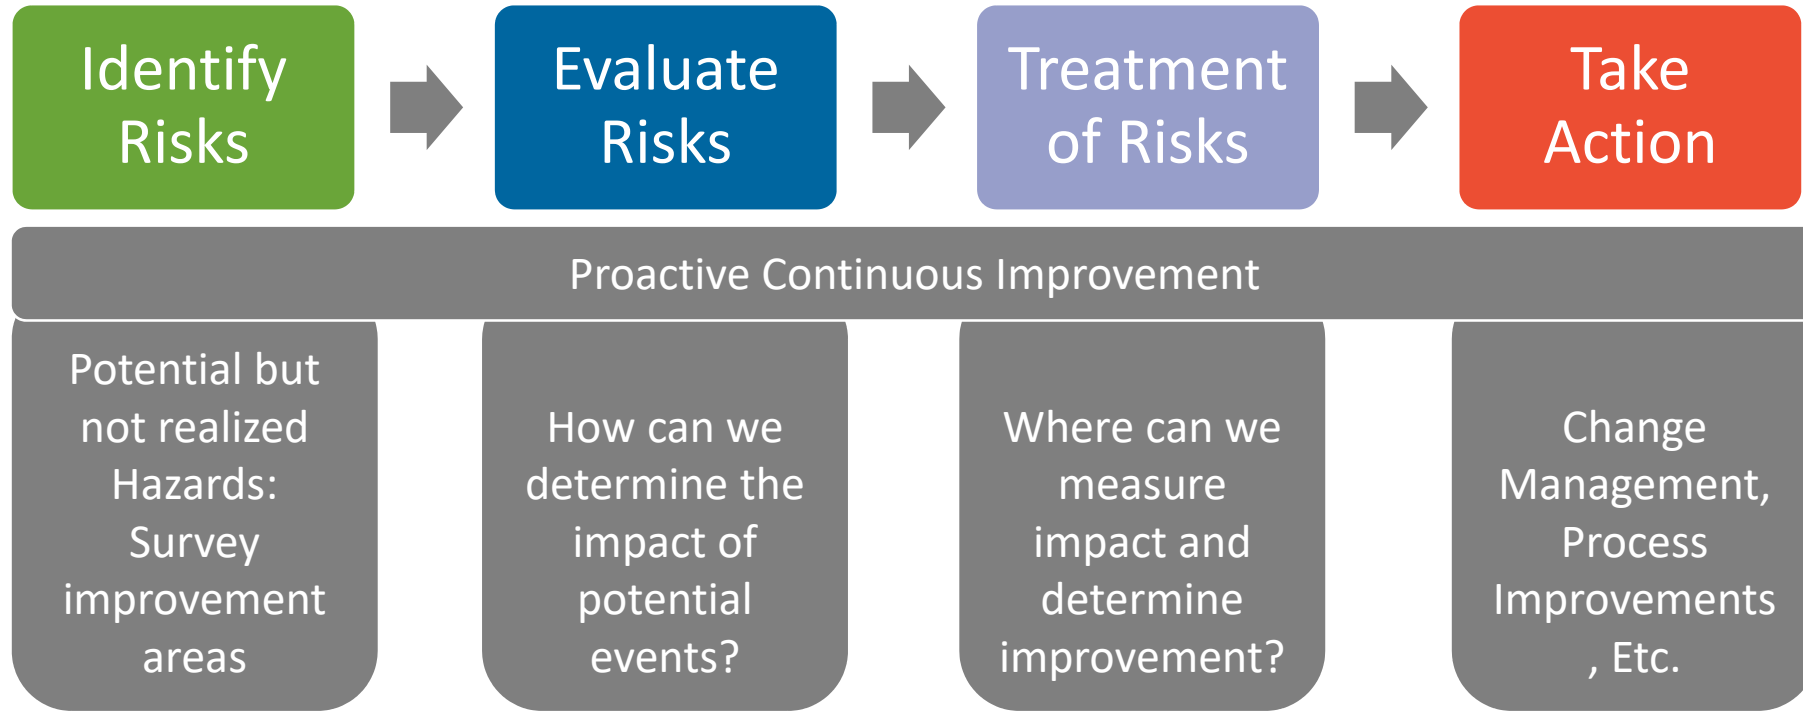 Identify
Risks
Evaluate
Risks
Treatment
of Risks
Take
Action
Proactive Continuous Improvement
Potential but
not realized
Hazards:
Survey
improvement
areas
How can we
determine the
impact of
potential
events?
Where can we
measure
impact and
determine
improvement?
Change
Management,
Process
Improvements
, Etc.